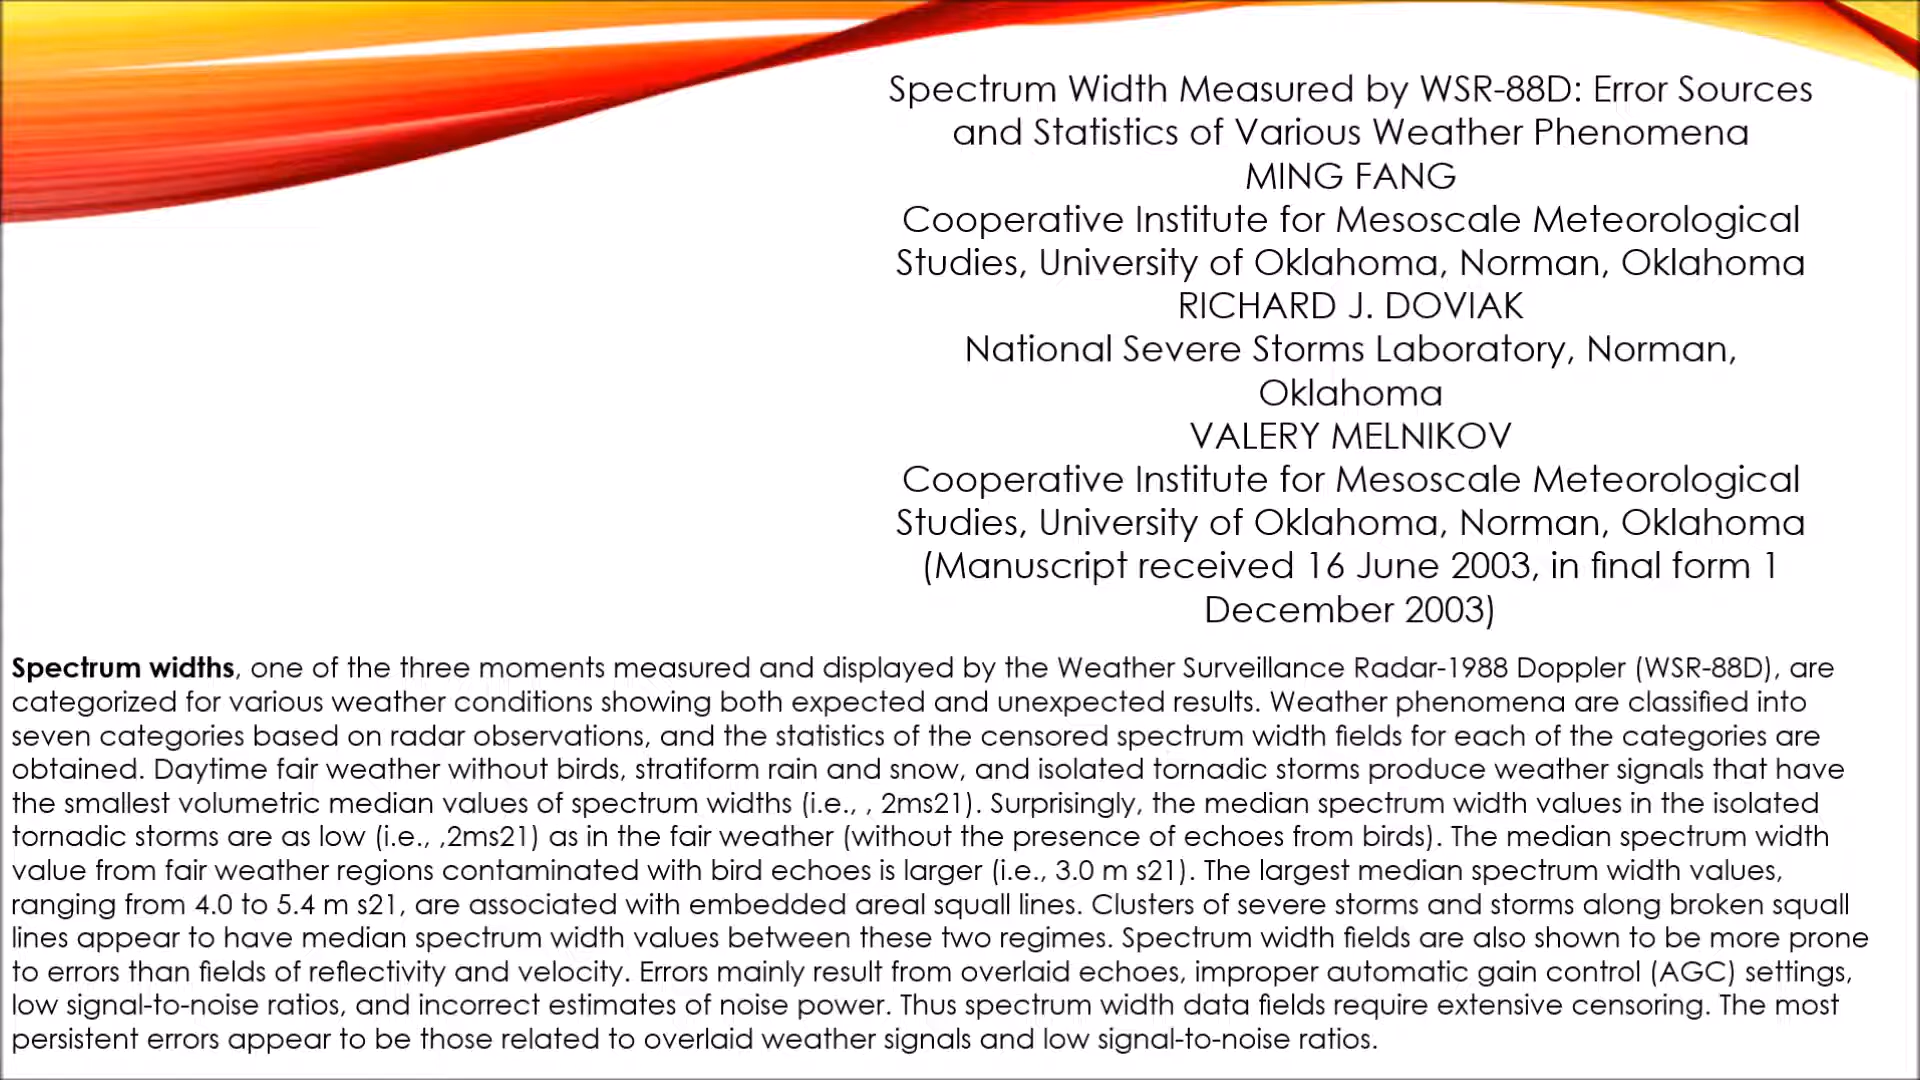 Spectrum Width Measured by WSR-88D: Error Sources
and Statistics of Various Weather Phenomena
MING FANG
Cooperative Institute for Mesoscale Meteorological
Studies, University of Oklahoma, Norman, Oklahoma
RICHARD J. DOVIAK
National Severe Storms Laboratory, Norman,
Oklahoma
VALERY MELNIKOV
Cooperative Institute for Mesoscale Meteorological
Studies, University of Oklahoma, Norman, Oklahoma
(Manuscript received 16 June 2003, in final form 1
December 2003)
Spectrum widths, one of the three moments measured and displayed by the Weather Surveillance Radar-1988 Doppler (WSR-88D), are
categorized for various weather conditions showing both expected and unexpected results. Weather phenomena are classified into
seven categories based on radar observations, and the statistics of the censored spectrum width fields for each of the categories are
obtained. Daytime fair weather without birds, stratiform rain and snow, and isolated tornadic storms produce weather signals that have
the smallest volumetric median values of spectrum widths (i.e., , 2ms21). Surprisingly, the median spectrum width values in the isolated
tornadic storms are as low (i.e., ,2ms21) as in the fair weather (without the presence of echoes from birds). The median spectrum width
value from fair weather regions contaminated with bird echoes is larger (i.e., 3.0 m s21). The largest median spectrum width values,
ranging from 4.0 to 5.4 m s21, are associated with embedded areal squall lines. Clusters of severe storms and storms along broken squall
lines appear to have median spectrum width values between these two regimes. Spectrum width fields are also shown to be more prone
to errors than fields of reflectivity and velocity. Errors mainly result from overlaid echoes, improper automatic gain control (AGC) settings,
low signal-to-noise ratios, and incorrect estimates of noise power. Thus spectrum width data fields require extensive censoring. The most
persistent errors appear to be those related to overlaid weather signals and low signal-to-noise ratios.